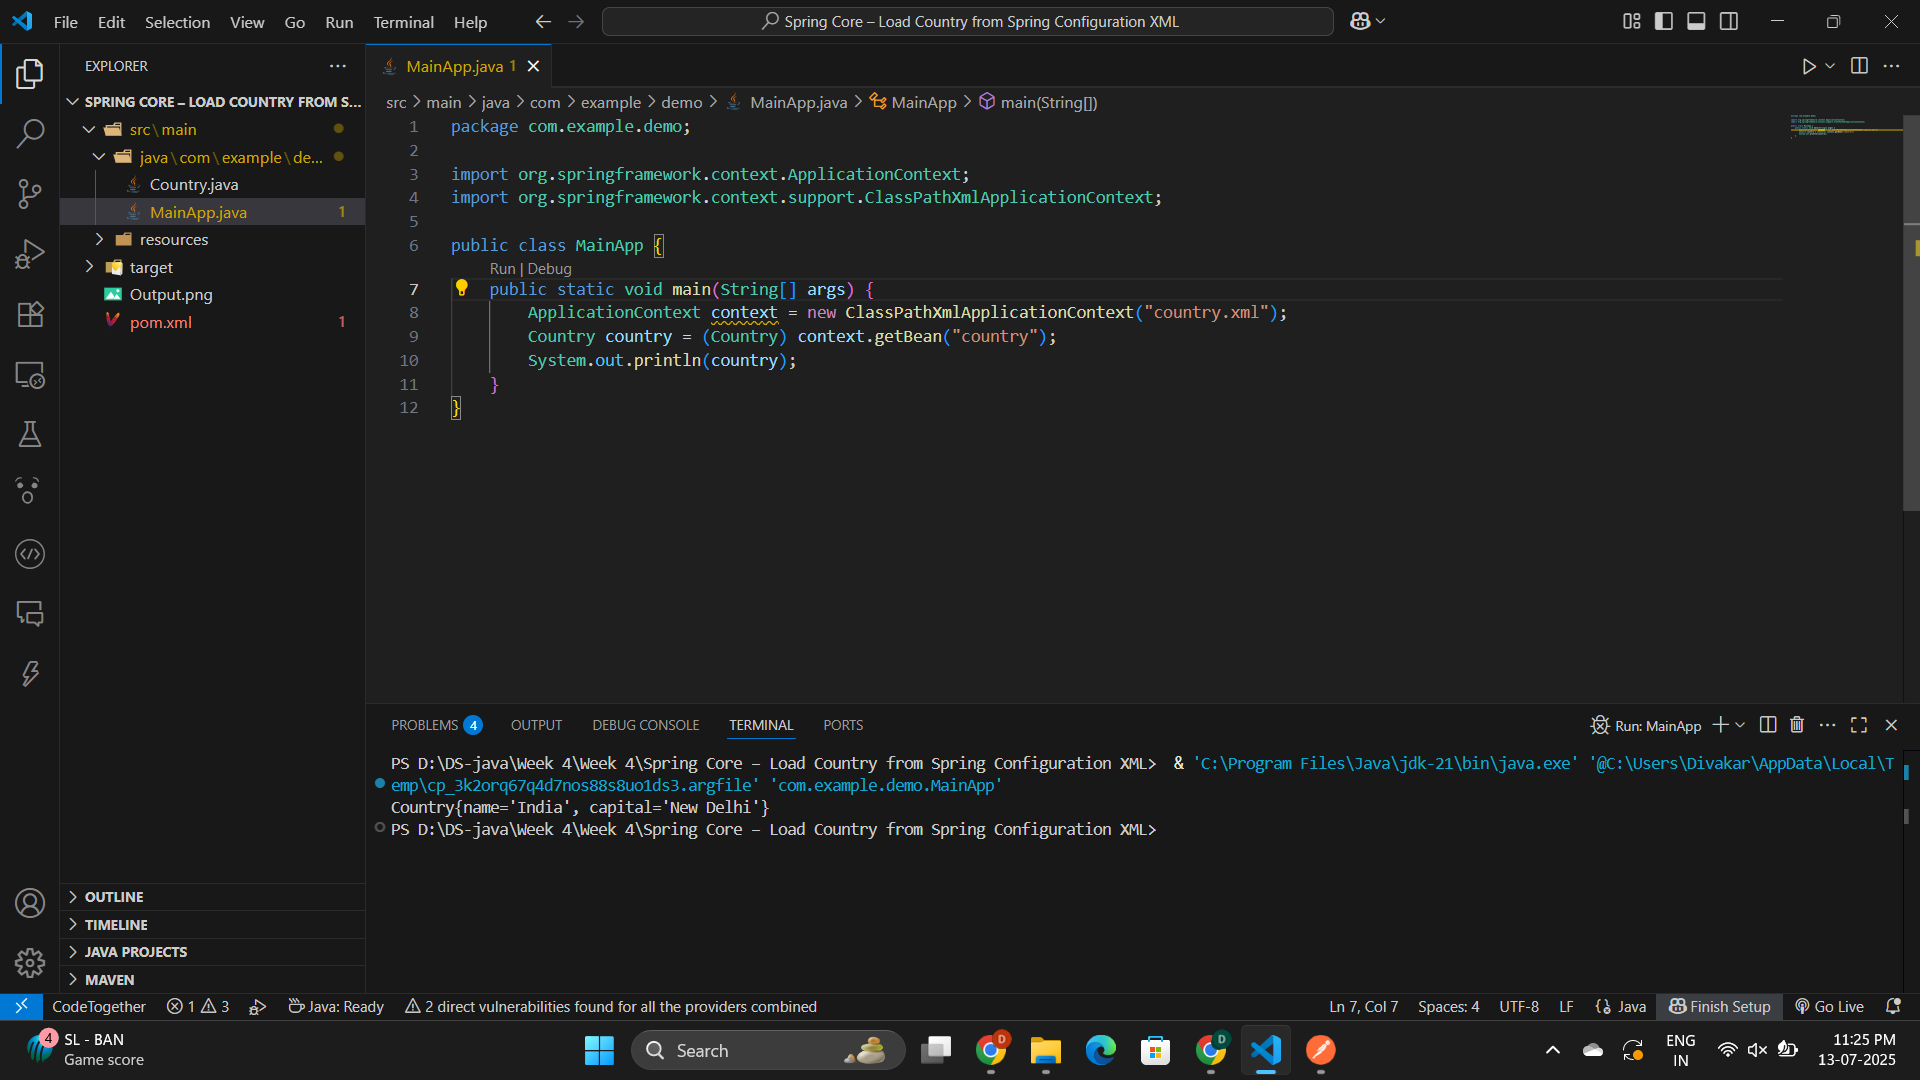 File Edit Selection View Go Run Terminal Help
Spring Core – Load Country from Spring Configuration XML
EXPLORER
SPRING CORE – LOAD COUNTRY FROM S...
src\main
java\com\example\de...
Country.java
MainApp.java 1
resources
target
Output.png
pom.xml 1
OUTLINE
TIMELINE
JAVA PROJECTS
MAVEN
MainApp.java 1
src > main > java > com > example > demo > MainApp.java > MainApp > main(String[])
1 package com.example.demo;
2
3 import org.springframework.context.ApplicationContext;
4 import org.springframework.context.support.ClassPathXmlApplicationContext;
5
6 public class MainApp {
Run | Debug
7 public static void main(String[] args) {
8 ApplicationContext context = new ClassPathXmlApplicationContext("country.xml");
9 Country country = (Country) context.getBean("country");
10 System.out.println(country);
11 }
12 }
PROBLEMS 4 OUTPUT DEBUG CONSOLE TERMINAL PORTS
Run: MainApp
PS D:\DS-java\Week 4\Week 4\Spring Core – Load Country from Spring Configuration XML> & 'C:\Program Files\Java\jdk-21\bin\java.exe' '@C:\Users\Divakar\AppData\Local\T
emp\cp_3k2orq67q4d7nos88s8uo1ds3.argfile' 'com.example.demo.MainApp'
Country{name='India', capital='New Delhi'}
PS D:\DS-java\Week 4\Week 4\Spring Core – Load Country from Spring Configuration XML>
CodeTogether 1 3 Java: Ready 2 direct vulnerabilities found for all the providers combined
Ln 7, Col 7 Spaces: 4 UTF-8 LF {} Java Finish Setup Go Live
4 SL - BAN
Game score
Search
D
D
ENG
IN
11:25 PM
13-07-2025